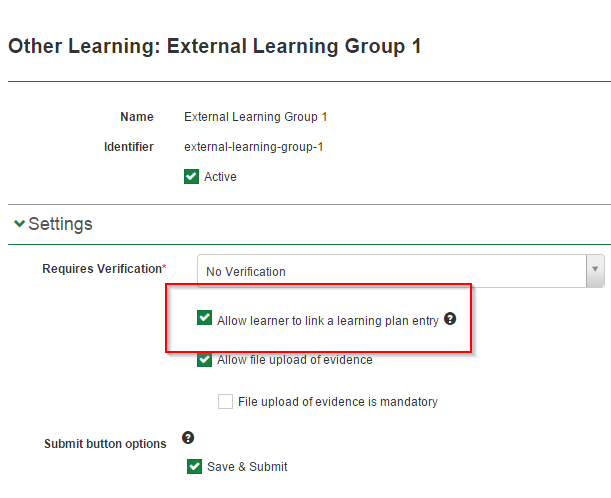 Other Learning: External Learning Group 1
Name External Learning Group 1
Identifier external-learning-group-1
Active
Settings
Requires Verification* No Verification
Allow learner to link a learning plan entry ?
Allow file upload of evidence
File upload of evidence is mandatory
Submit button options ?
Save & Submit